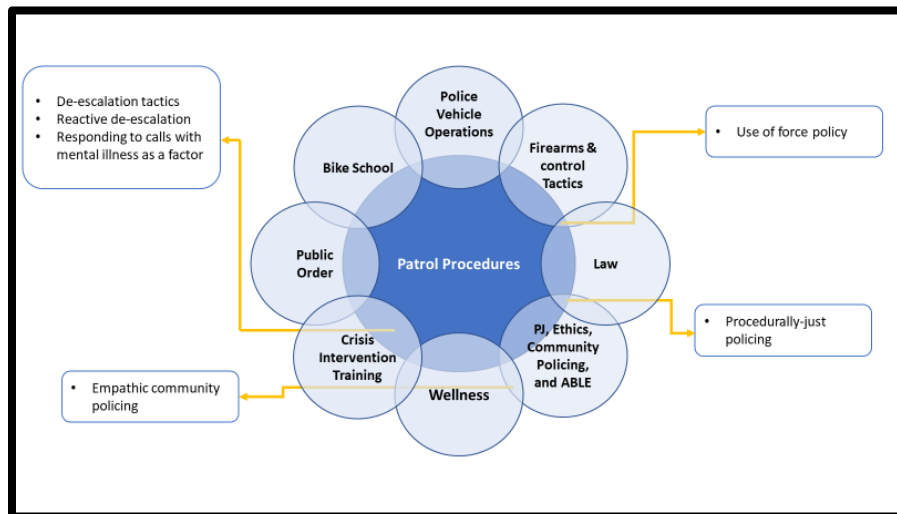 • De-escalation tactics
• Reactive de-escalation
• Responding to calls with
mental illness as a factor
Police
Vehicle
Operations
Bike School
Firearms &
control
Tactics
• Use of force policy
Public
Order
Patrol Procedures
Law
Crisis
Intervention
Training
PJ, Ethics,
Community
Policing,
and ABLE
• Procedurally-just
policing
• Empathic community
policing
Wellness